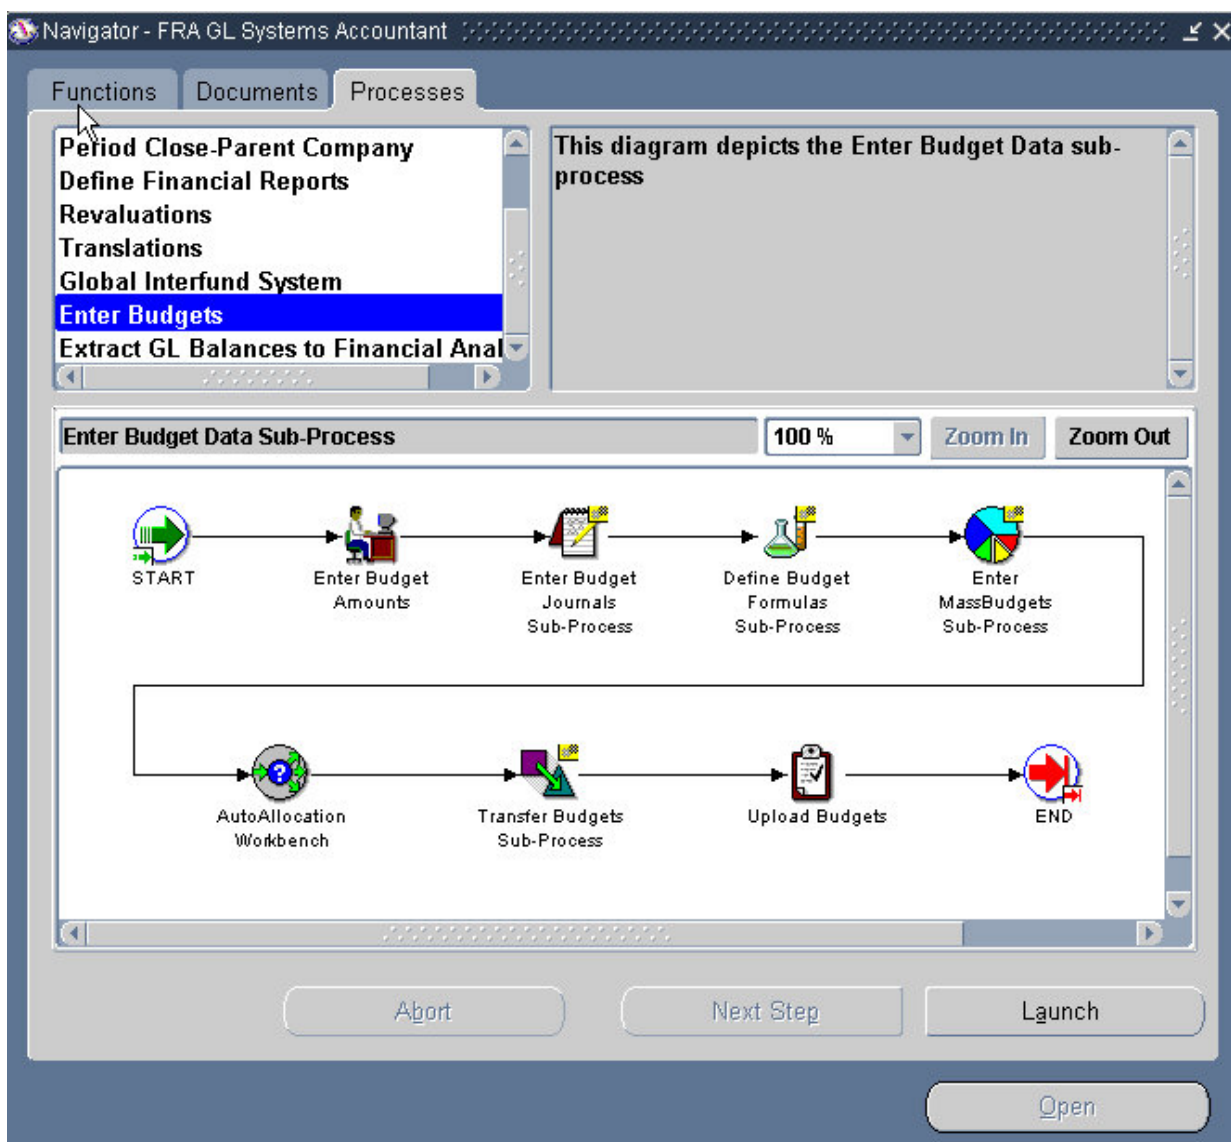 Navigator - FRA GL Systems Accountant
Functions
Documents
Processes
Period Close-Parent Company
Define Financial Reports
Revaluations
Translations
Global Interfund System
Enter Budgets
Extract GL Balances to Financial Anal
This diagram depicts the Enter Budget Data sub-
process
Enter Budget Data Sub-Process
100 %
Zoom In
Zoom Out
START
Enter Budget
Amounts
Enter Budget
Journals
Sub-Process
Define Budget
Formulas
Sub-Process
Enter
MassBudgets
Sub-Process
AutoAllocation
Workbench
Transfer Budgets
Sub-Process
Upload Budgets
END
Abort
Next Step
Launch
Open